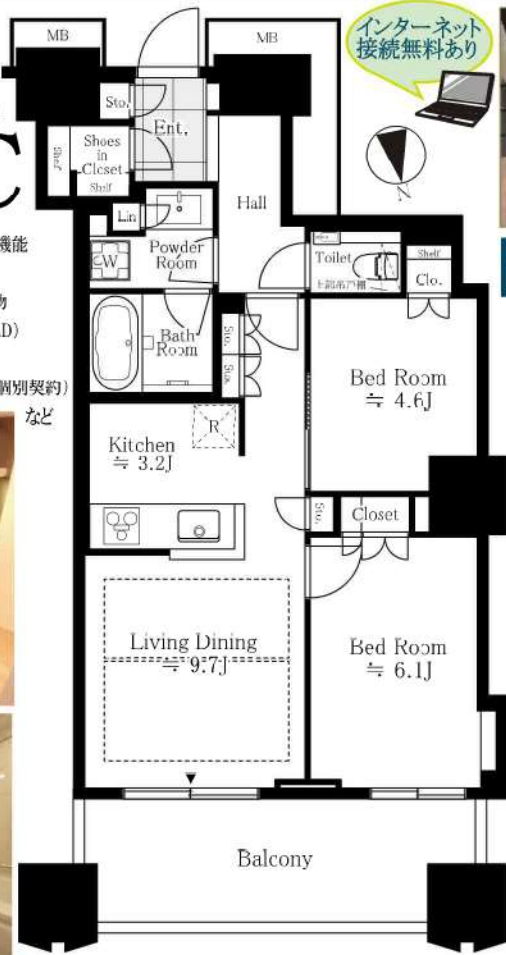 MB
MB
インターネット
接続無料あり
Sto.
Ent.
Shoes
in
Closet
Shelf
Shelf
C
N
Hall
機能
Lin
W
Powder
Room
Toilet
上部吊戸棚
Shelf
Clo.
物
D)
Bath
Room
Sto.
Sto.
個別契約)
など
Bed Room
≒ 4.6J
Kitchen
≒ 3.2J
R
Sto.
Closet
Living Dining
≒ 9.7J
Bed Room
≒ 6.1J
Balcony